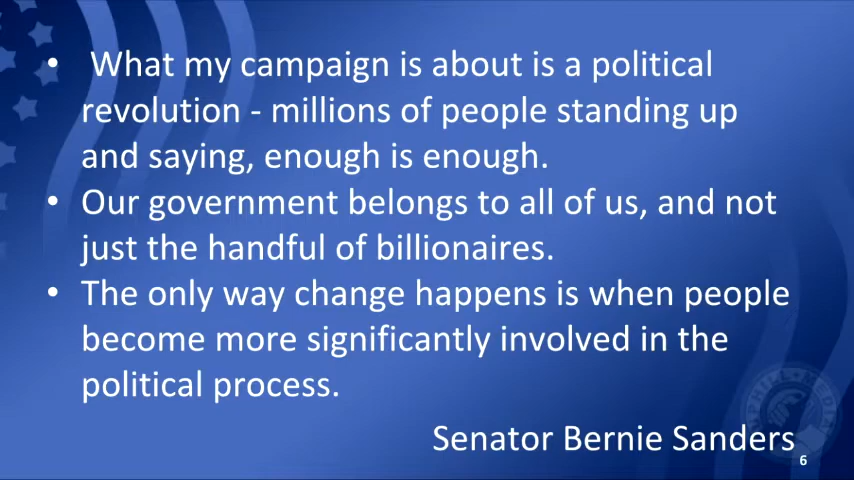 • What my campaign is about is a political
revolution - millions of people standing up
and saying, enough is enough.
• Our government belongs to all of us, and not
just the handful of billionaires.
• The only way change happens is when people
become more significantly involved in the
political process.
Senator Bernie Sanders
6